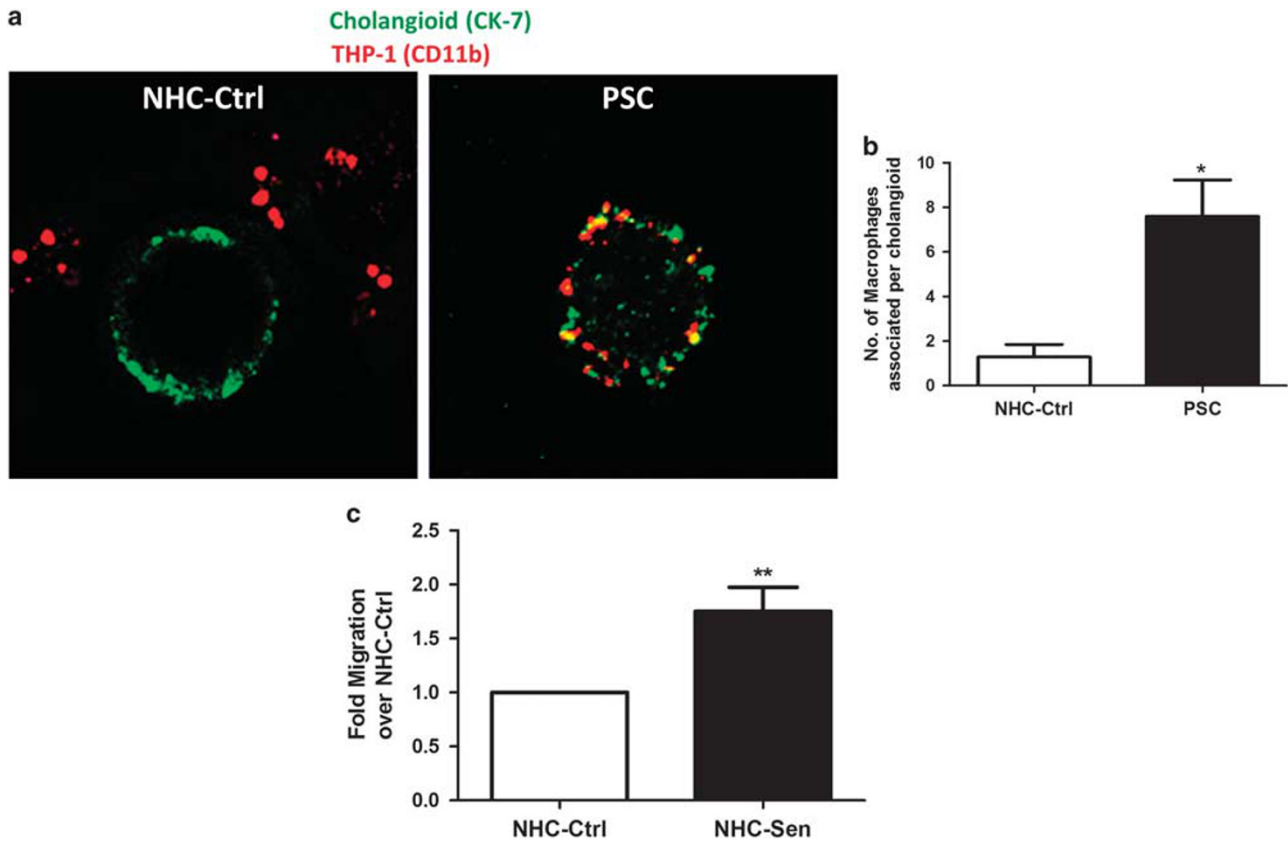 a
Cholangioid (CK-7)
THP-1 (CD11b)
NHC-Ctrl
PSC
b
No. of Macrophages
associated per cholangioid
10
8
6
4
2
0
*
NHC-Ctrl
PSC
c
Fold Migration
over NHC-Ctrl
2.5
2.0
1.5
1.0
0.5
0.0
**
NHC-Ctrl
NHC-Sen